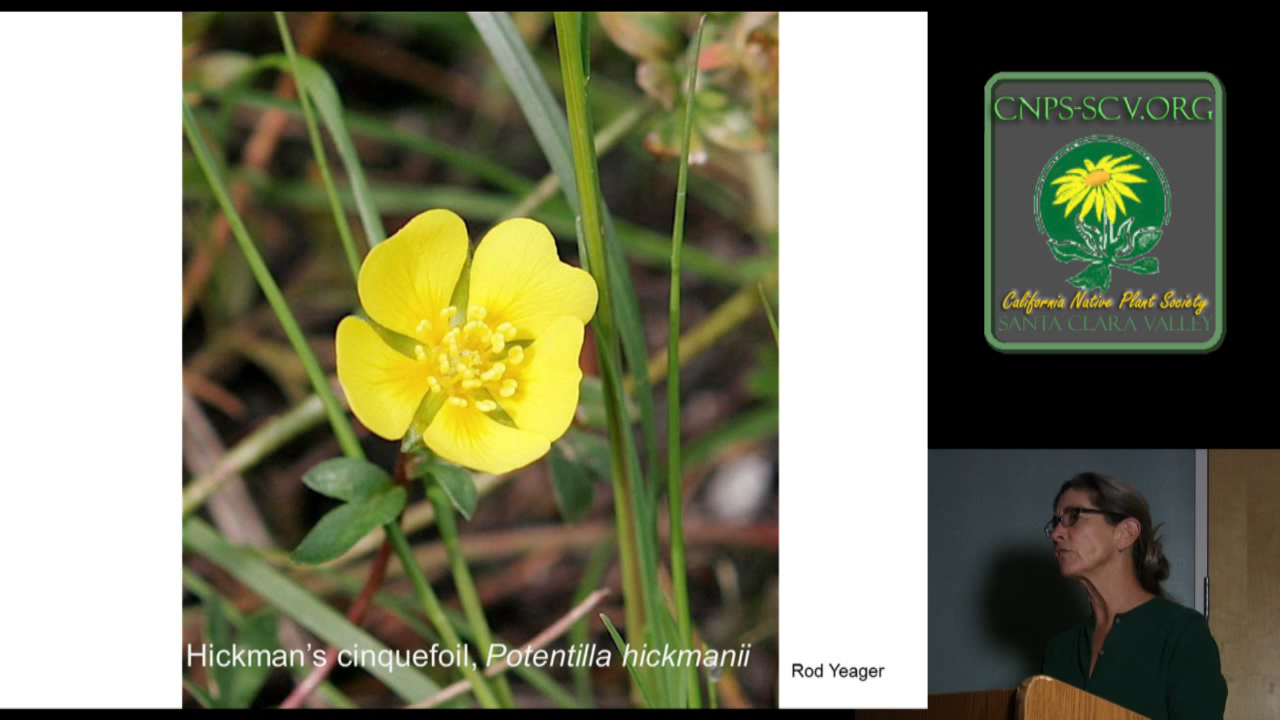 CNPS-SCV.ORG
California Native Plant Society
SANTA CLARA VALLEY
Hickman's cinquefoil, Potentilla hickmanii
Rod Yeager